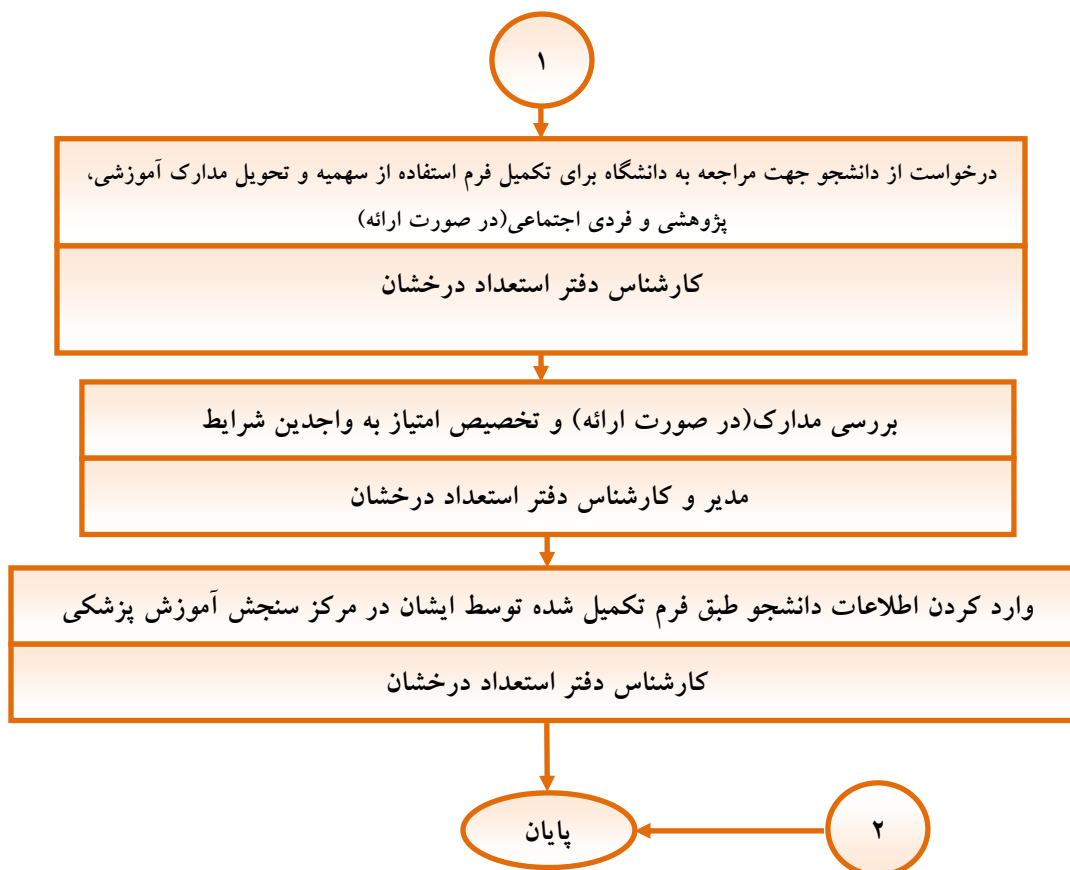 ۱
درخواست از دانشجو جهت مراجعه به دانشگاه برای تکمیل فرم استفاده از سهمیه و تحویل مدارک آموزشی،
پژوهشی و فردی اجتماعی(در صورت ارائه)
کارشناس دفتر استعداد درخشان
بررسی مدارک(در صورت ارائه) و تخصیص امتیاز به واجدین شرایط
مدیر و کارشناس دفتر استعداد درخشان
وارد کردن اطلاعات دانشجو طبق فرم تکمیل شده توسط ایشان در مرکز سنجش آموزش پزشکی
کارشناس دفتر استعداد درخشان
پایان
۲